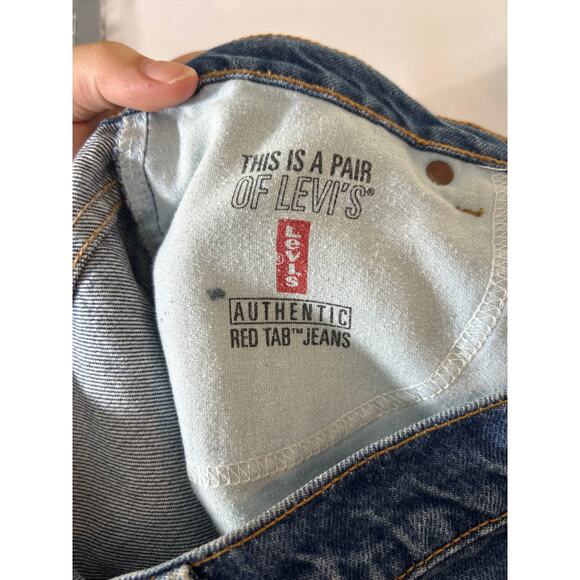 THIS IS A PAIR
OF LEVI'S®
Levi's®
AUTHENTIC
RED TAB™ JEANS